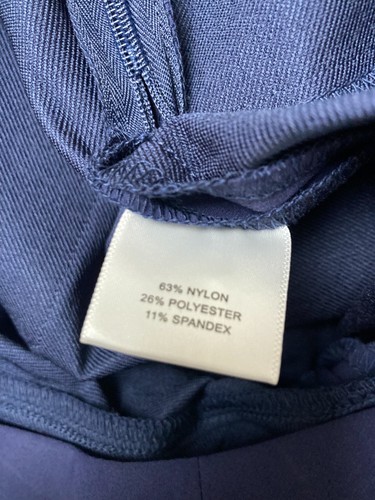 63% NYLON
26% POLYESTER
11% SPANDEX